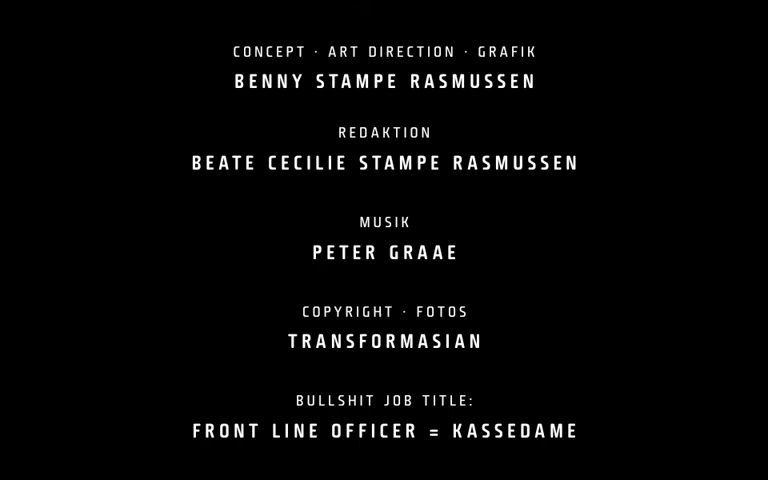 CONCEPT · ART DIRECTION · GRAFIK
BENNY STAMPE RASMUSSEN
REDAKTION
BEATE CECILIE STAMPE RASMUSSEN
MUSIK
PETER GRAAE
COPYRIGHT · FOTOS
TRANSFORMASIAN
BULLSHIT JOB TITLE:
FRONT LINE OFFICER = KASSEDAME